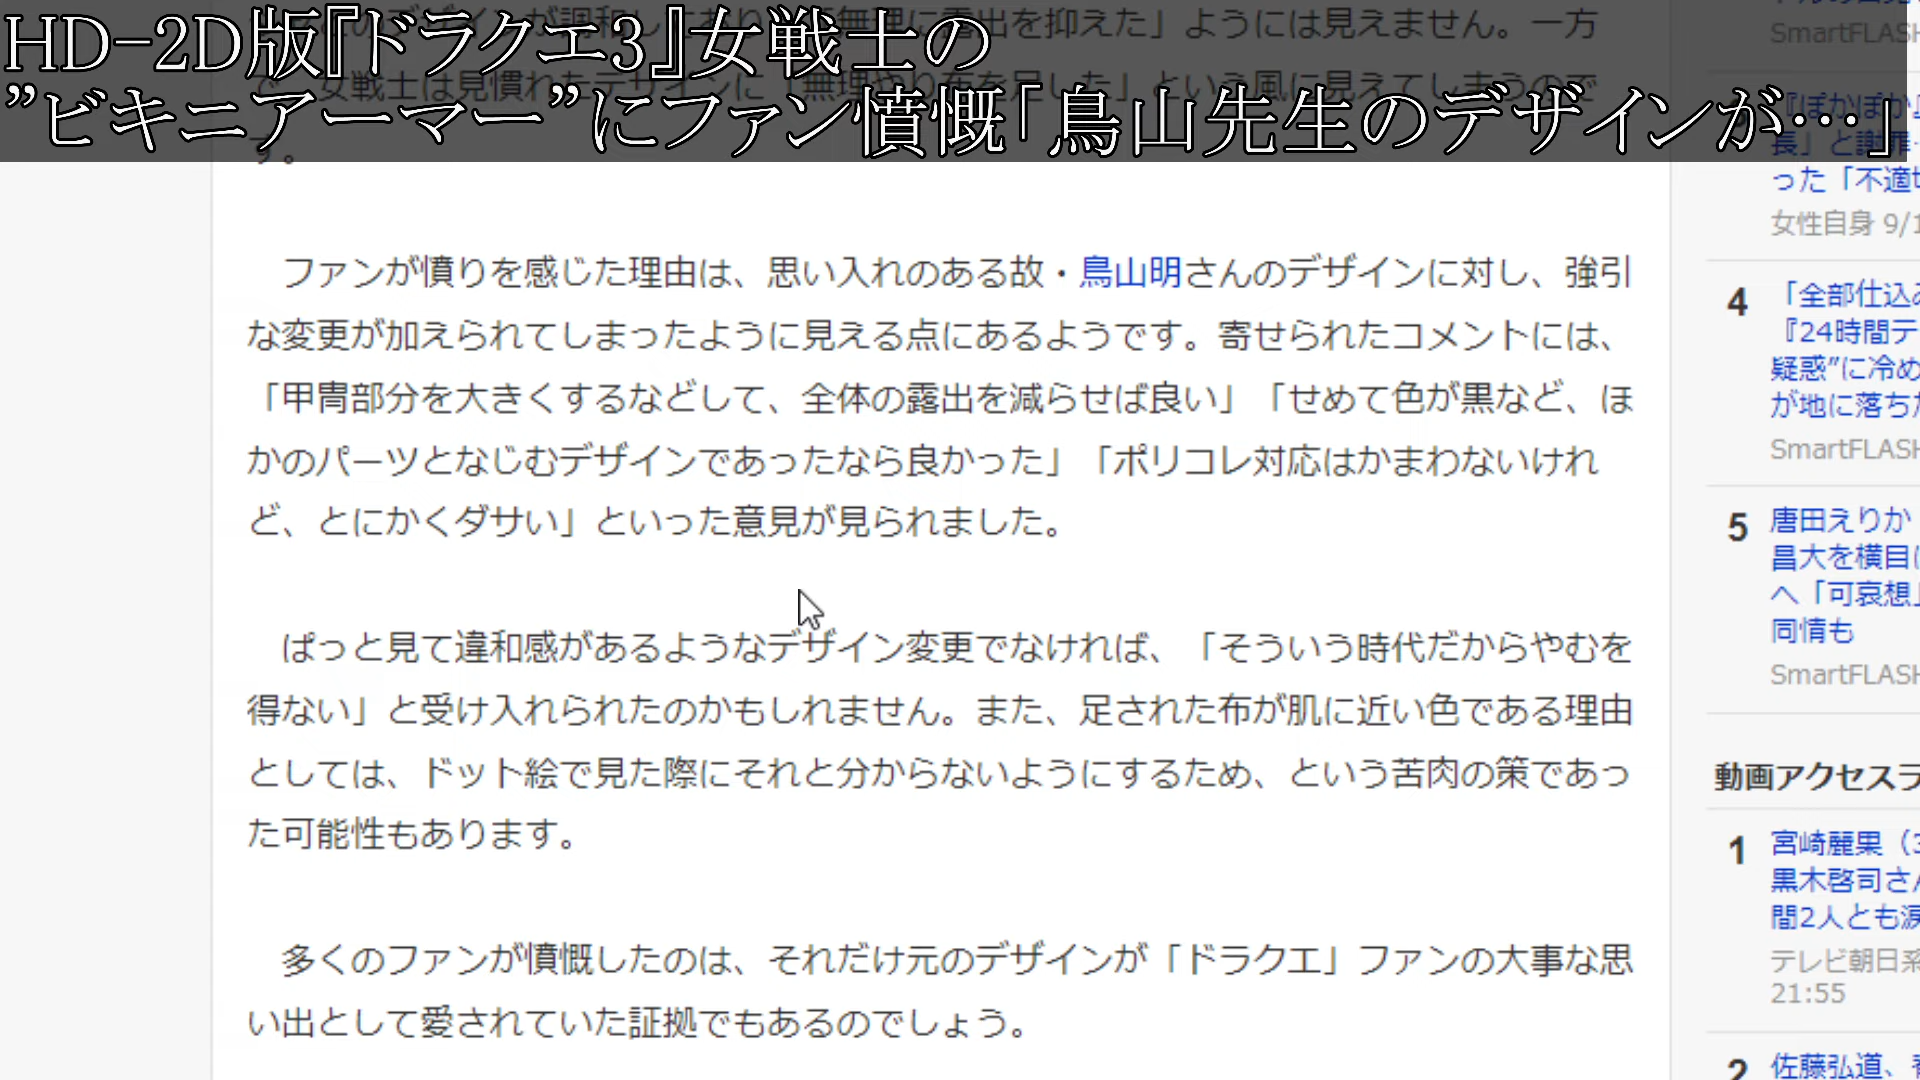 HD-2D版『ドラクエ3』女戦士の
”ビキニアーマー”にファン憤慨「鳥山先生のデザインが…」
ファンが憤りを感じた理由は、思い入れのある故・鳥山明さんのデザインに対し、強引
な変更が加えられてしまったように見える点にあるようです。寄せられたコメントには、
「甲冑部分を大きくするなどして、全体の露出を減らせば良い」「せめて色が黒など、ほ
かのパーツとなじむデザインであったなら良かった」「ポリコレ対応はかまわないけれ
ど、とにかくダサい」といった意見が見られました。
ぱっと見て違和感があるようなデザイン変更でなければ、「そういう時代だからやむを
得ない」と受け入れられたのかもしれません。また、足された布が肌に近い色である理由
としては、ドット絵で見た際にそれと分からないようにするため、という苦肉の策であっ
た可能性もあります。
多くのファンが憤慨したのは、それだけ元のデザインが「ドラクエ」ファンの大事な思
い出として愛されていた証拠でもあるのでしょう。
SmartFLASH
った「不適
女性自身 9/1
4
「全部仕込
『24時間テ
疑惑”に冷め
が地に落ち
SmartFLASH
5
唐田えりか
昌大を横目
へ「可哀想」
同情も
SmartFLASH
動画アクセスラ
1
宮崎麗果（3
黒木啓司さ
間2人とも涙
テレビ朝日系
21:55
2
佐藤弘道、